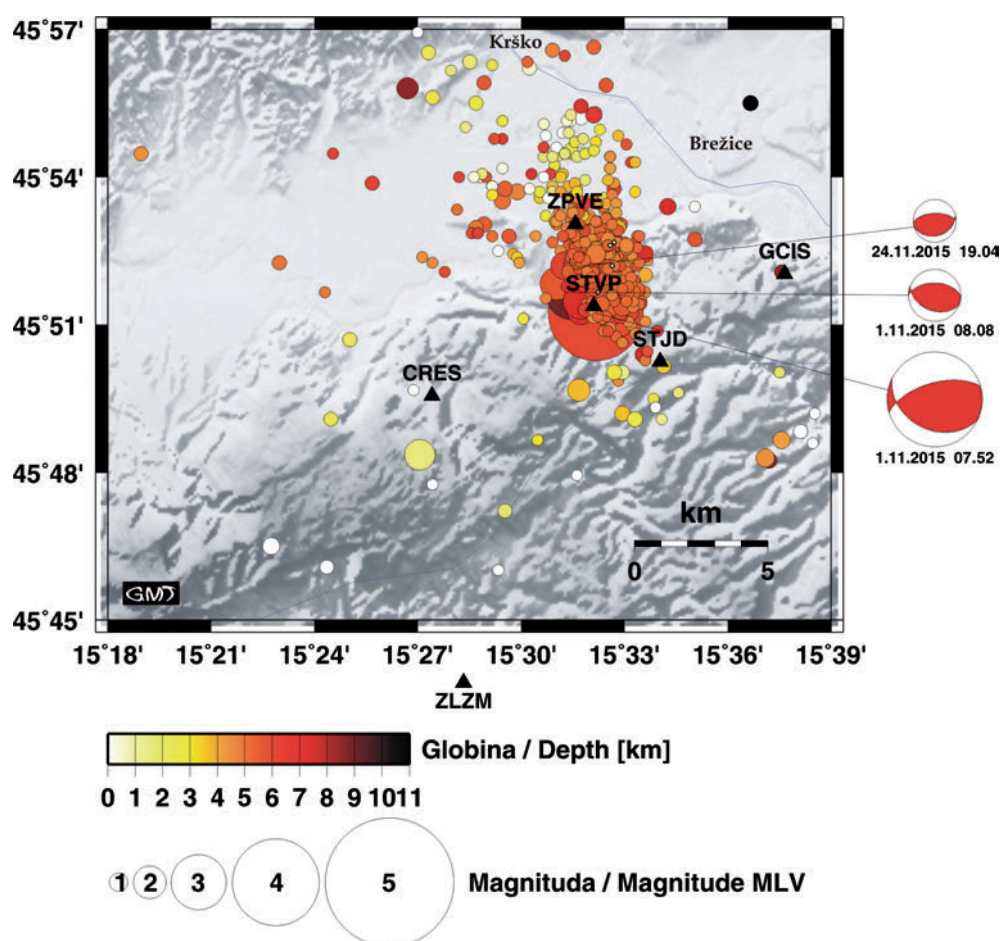 45°57'
Krško
Brežice
45°54'
ZPVE
GCIS
24.11.2015 19.04
STVP
1.11.2015 08.08
45°51'
STJD
CRES
1.11.2015 07.52
45°48'
km
0 5
GMT
45°45'
15°18' 15°21' 15°24' 15°27' 15°30' 15°33' 15°36' 15°39'
ZLZM
Globina / Depth [km]
0 1 2 3 4 5 6 7 8 9 10 11
1 2 3 4 5 Magnituda / Magnitude MLV